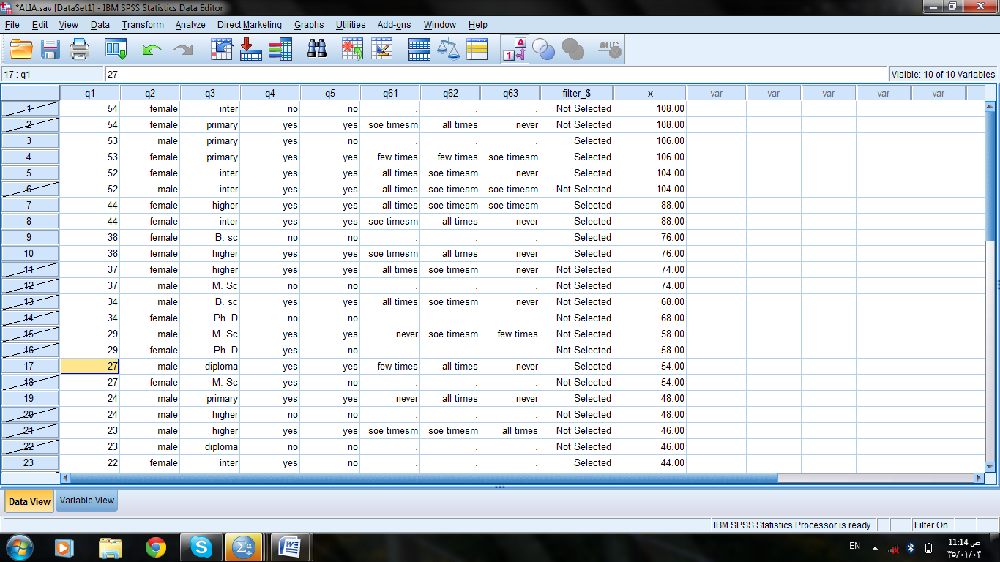 *ALIA.sav [DataSet1] - IBM SPSS Statistics Data Editor
File Edit View Data Transform Analyze Direct Marketing Graphs Utilities Add-ons Window Help
17 : q1 27 Visible: 10 of 10 Variables
q1 q2 q3 q4 q5 q61 q62 q63 filter_$ x var var var var var
1 54 female inter no no . . . Not Selected 108.00
2 54 female primary yes yes soe timesm all times never Not Selected 108.00
3 53 male primary yes no . . . Selected 106.00
4 53 female primary yes yes few times few times soe timesm Selected 106.00
5 52 female inter yes yes all times soe timesm never Selected 104.00
6 52 male inter yes yes all times soe timesm soe timesm Not Selected 104.00
7 44 female higher yes yes all times soe timesm soe timesm Selected 88.00
8 44 female inter yes yes soe timesm all times never Selected 88.00
9 38 female B. sc no no . . . Selected 76.00
10 38 female higher yes yes soe timesm all times never Selected 76.00
11 37 female higher yes yes all times soe timesm never Not Selected 74.00
12 37 male M. Sc no no . . . Not Selected 74.00
13 34 male B. sc yes yes all times soe timesm never Not Selected 68.00
14 34 female Ph. D no no . . . Not Selected 68.00
15 29 male M. Sc yes yes never soe timesm few times Not Selected 58.00
16 29 female Ph. D yes no . . . Not Selected 58.00
17 27 male diploma yes yes few times all times never Selected 54.00
18 27 female M. Sc yes no . . . Not Selected 54.00
19 24 male primary yes yes never all times never Selected 48.00
20 24 male higher no no . . . Not Selected 48.00
21 23 male higher yes yes soe timesm soe timesm all times Not Selected 46.00
22 23 male diploma no no . . . Not Selected 46.00
23 22 female inter yes no . . . Selected 44.00
Data View Variable View
IBM SPSS Statistics Processor is ready Filter On
EN 11:14 ص
٣٥/٠١/٠٣